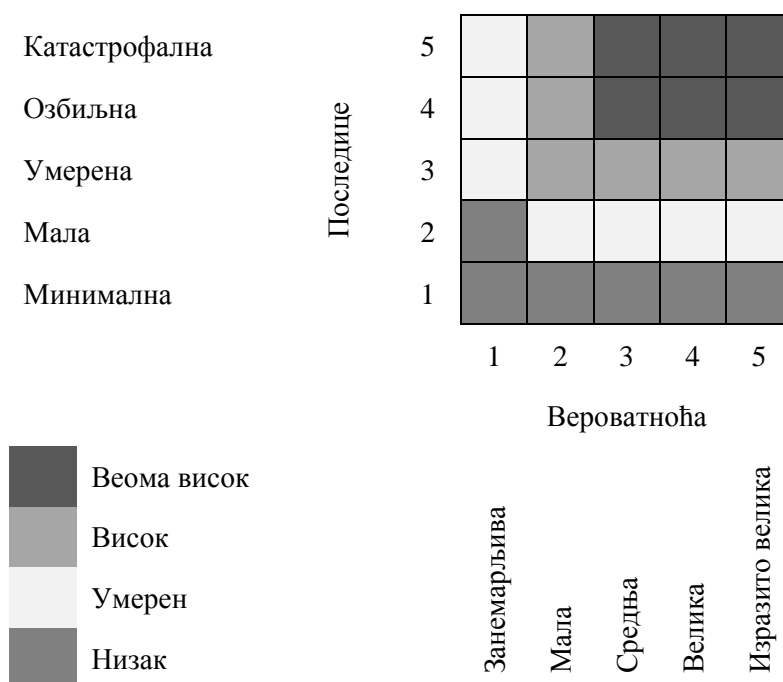 Катастрофална 5
Озбиљна 4
Умерена 3
Мала 2
Минимална 1
Последице
1 2 3 4 5
Вероватноћа
Веома висок
Висок
Умерен
Низак
Занемарљива
Мала
Средња
Велика
Изразито велика